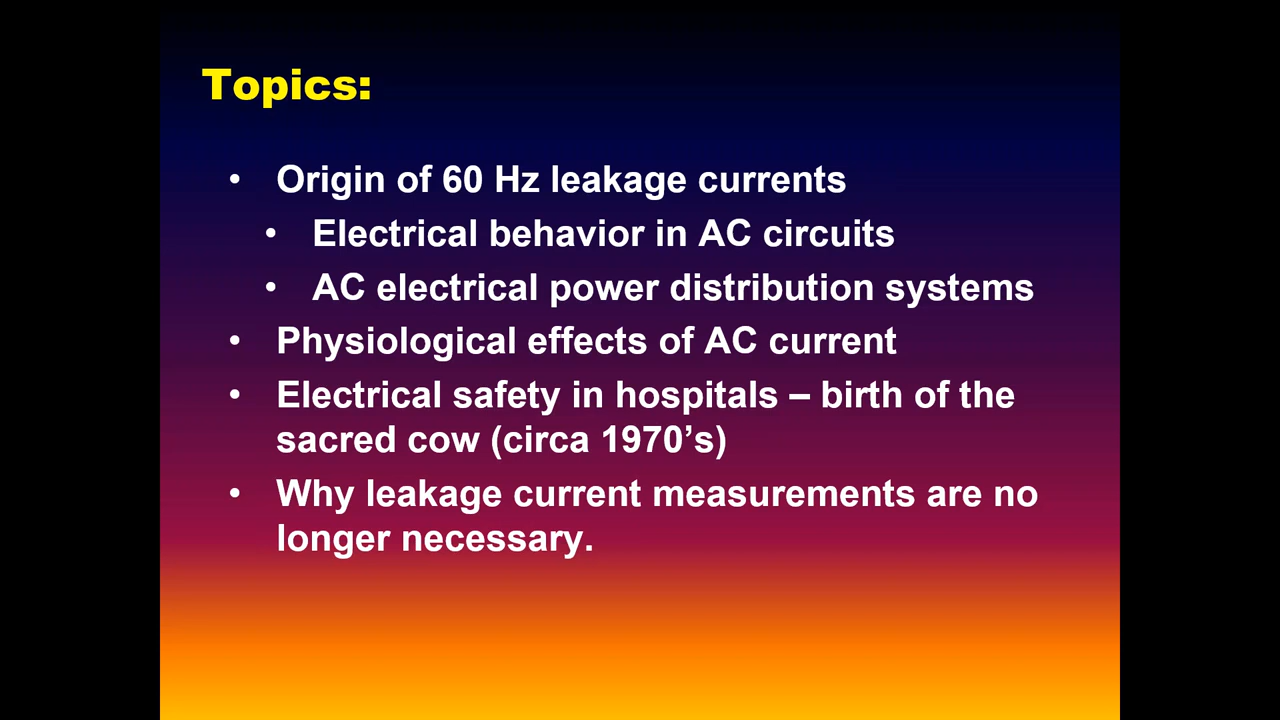 Topics:
• Origin of 60 Hz leakage currents
• Electrical behavior in AC circuits
• AC electrical power distribution systems
• Physiological effects of AC current
• Electrical safety in hospitals – birth of the
sacred cow (circa 1970’s)
• Why leakage current measurements are no
longer necessary.